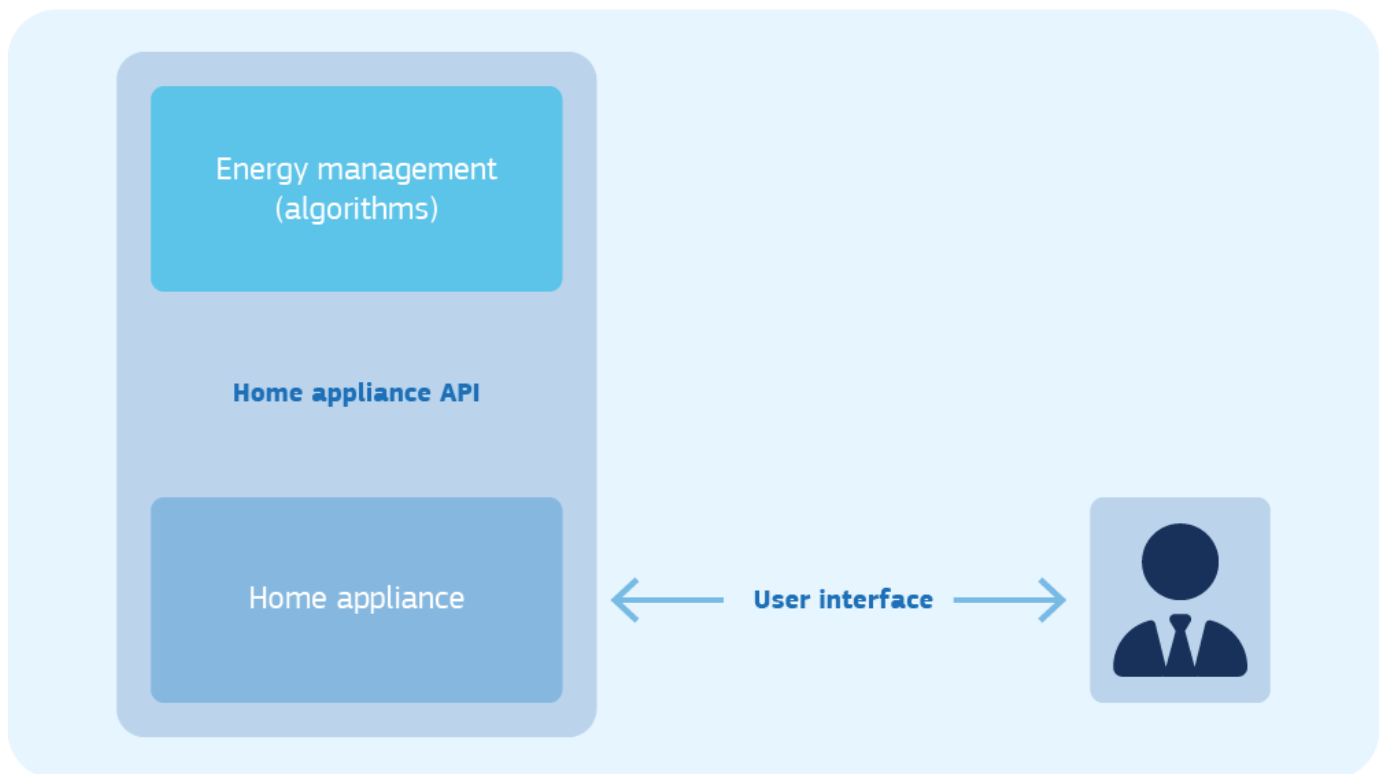 Energy management
(algorithms)
Home appliance API
Home appliance
User interface